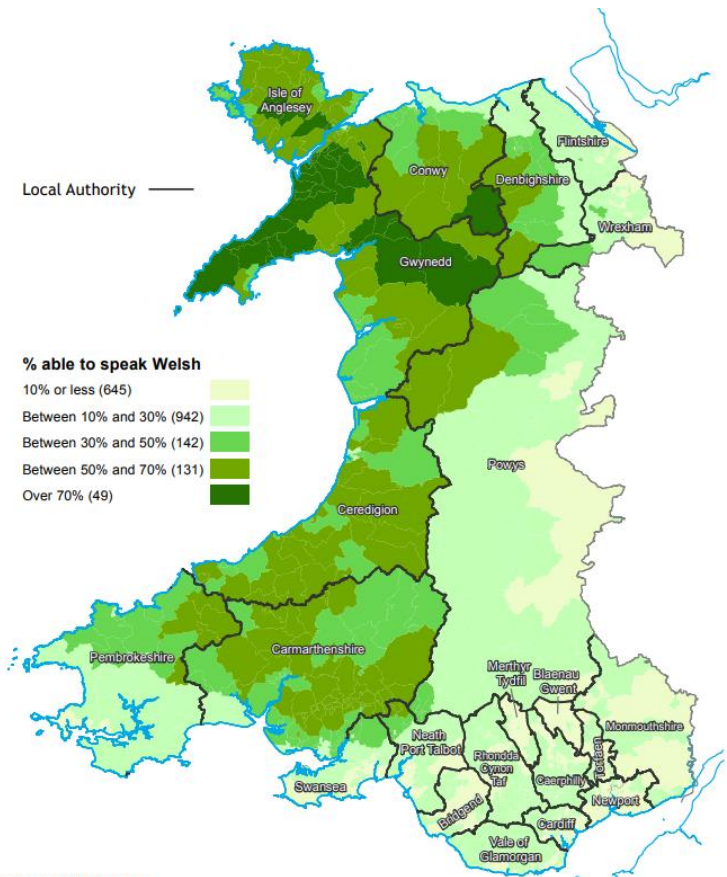 Isle of
Anglesey
Flintshire
Local Authority
Conwy
Denbighshire
Wrexham
Gwynedd
% able to speak Welsh
10% or less (645)
Between 10% and 30% (942)
Between 30% and 50% (142)
Between 50% and 70% (131)
Over 70% (49)
Powys
Ceredigion
Pembrokeshire
Carmarthenshire
Merthyr
Tydfil
Blaenau
Gwent
Monmouthshire
Neath
Port Talbot
Rhondda
Cynon
Taf
Caerphilly
Torfaen
Swansea
Bridgend
Newport
Cardiff
Vale of
Glamorgan